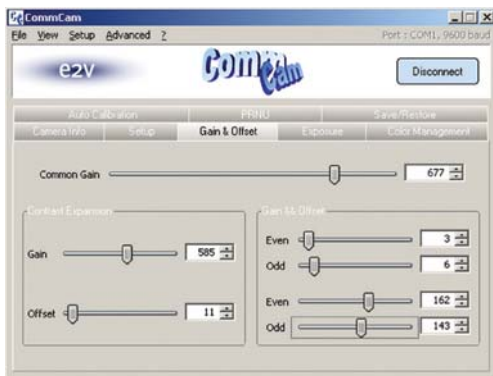 CommCam
File View Setup Advanced ? Port : COM1, 9600 baud
e2v CommCam Disconnect
Auto Calibration PRNU Save/Restore
Camera Info Setup Gain & Offset Exposure Color Management
Common Gain 677
Contrast Expansion
Gain 585
Offset 11
Gain && Offset
Even 3
Odd 6
Even 162
Odd 143